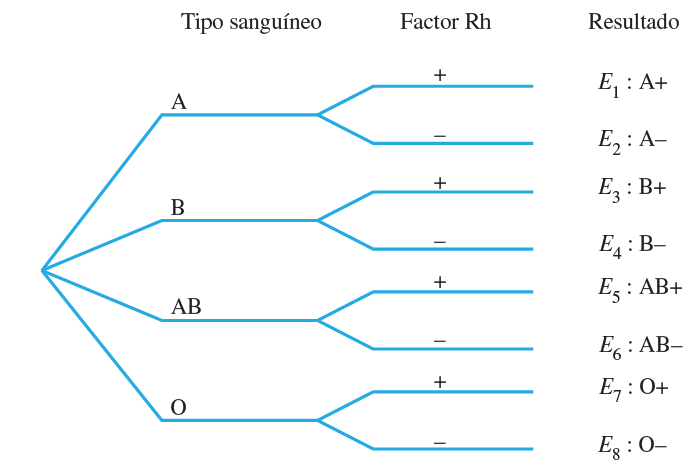 Tipo sanguíneo Factor Rh Resultado
+ E1 : A+
A
– E2 : A–
+ E3 : B+
B
– E4 : B–
+ E5 : AB+
AB
– E6 : AB–
+ E7 : O+
O
– E8 : O–